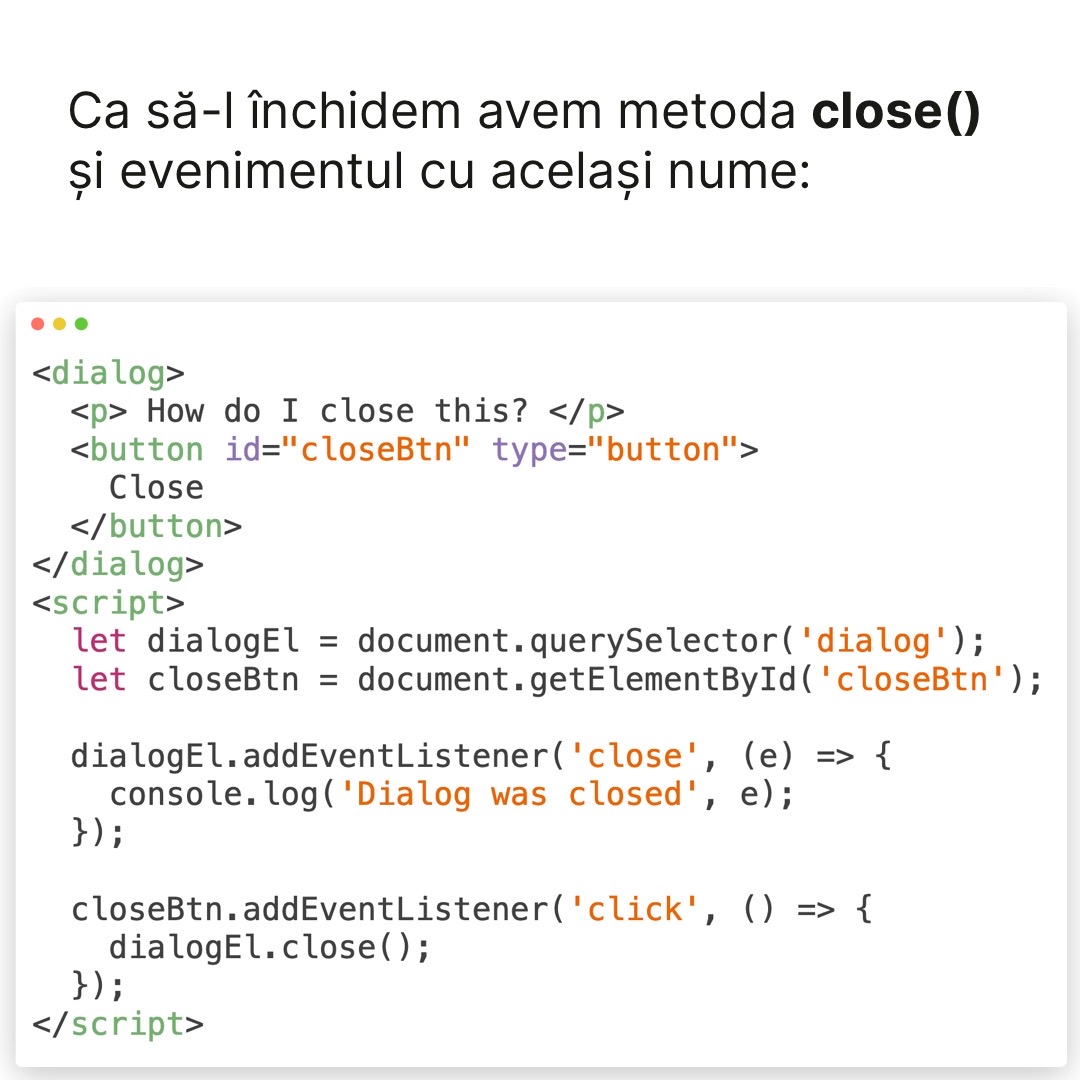 Ca să-l închidem avem metoda close()
și evenimentul cu același nume:
<dialog>
  <p> How do I close this? </p>
  <button id="closeBtn" type="button">
    Close
  </button>
</dialog>
<script>
  let dialogEl = document.querySelector('dialog');
  let closeBtn = document.getElementById('closeBtn');

  dialogEl.addEventListener('close', (e) => {
    console.log('Dialog was closed', e);
  });

  closeBtn.addEventListener('click', () => {
    dialogEl.close();
  });
</script>